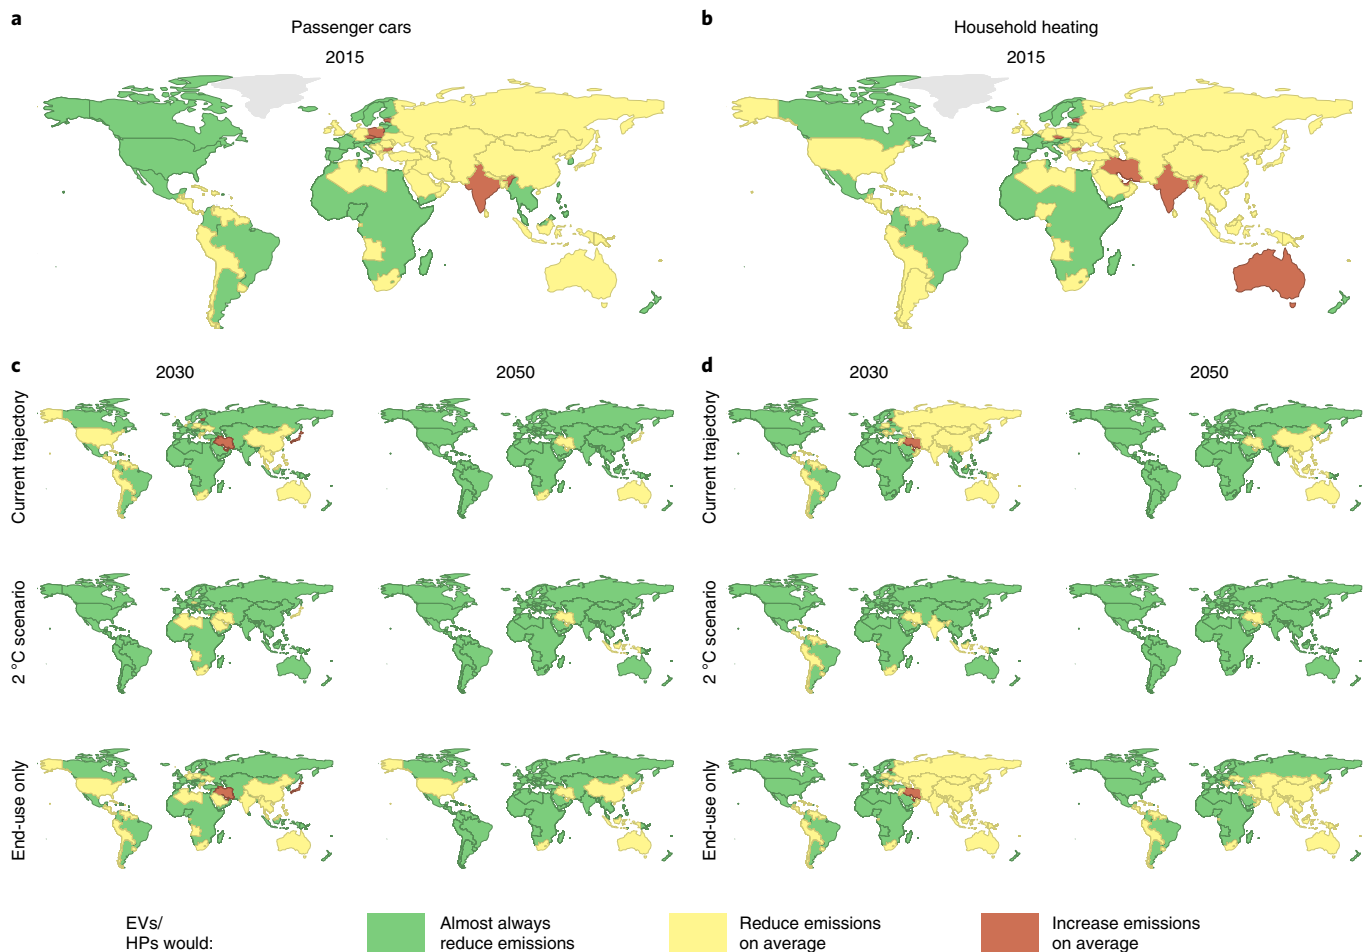 a
Passenger cars
2015
b
Household heating
2015
c
2030
2050
Current trajectory
2 °C scenario
End-use only
d
2030
2050
Current trajectory
2 °C scenario
End-use only
EVs/
HPs would:
Almost always
reduce emissions
Reduce emissions
on average
Increase emissions
on average